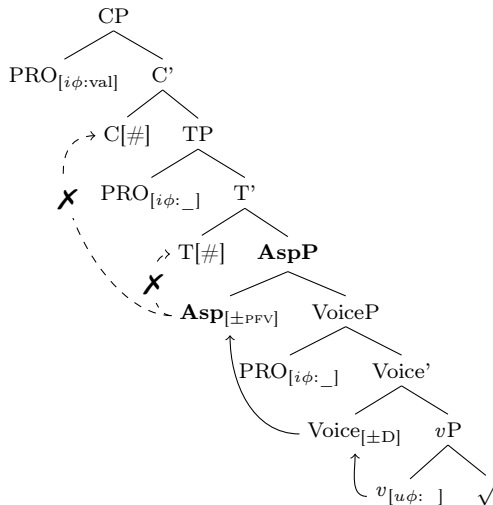 CP
PRO[iϕ:val] C’
C[#] TP
✗ PRO[iϕ:_] T’
T[#] AspP
✗
Asp[±PFV] VoiceP
PRO[iϕ:_] Voice’
Voice[±D] vP
v[uϕ:_] √